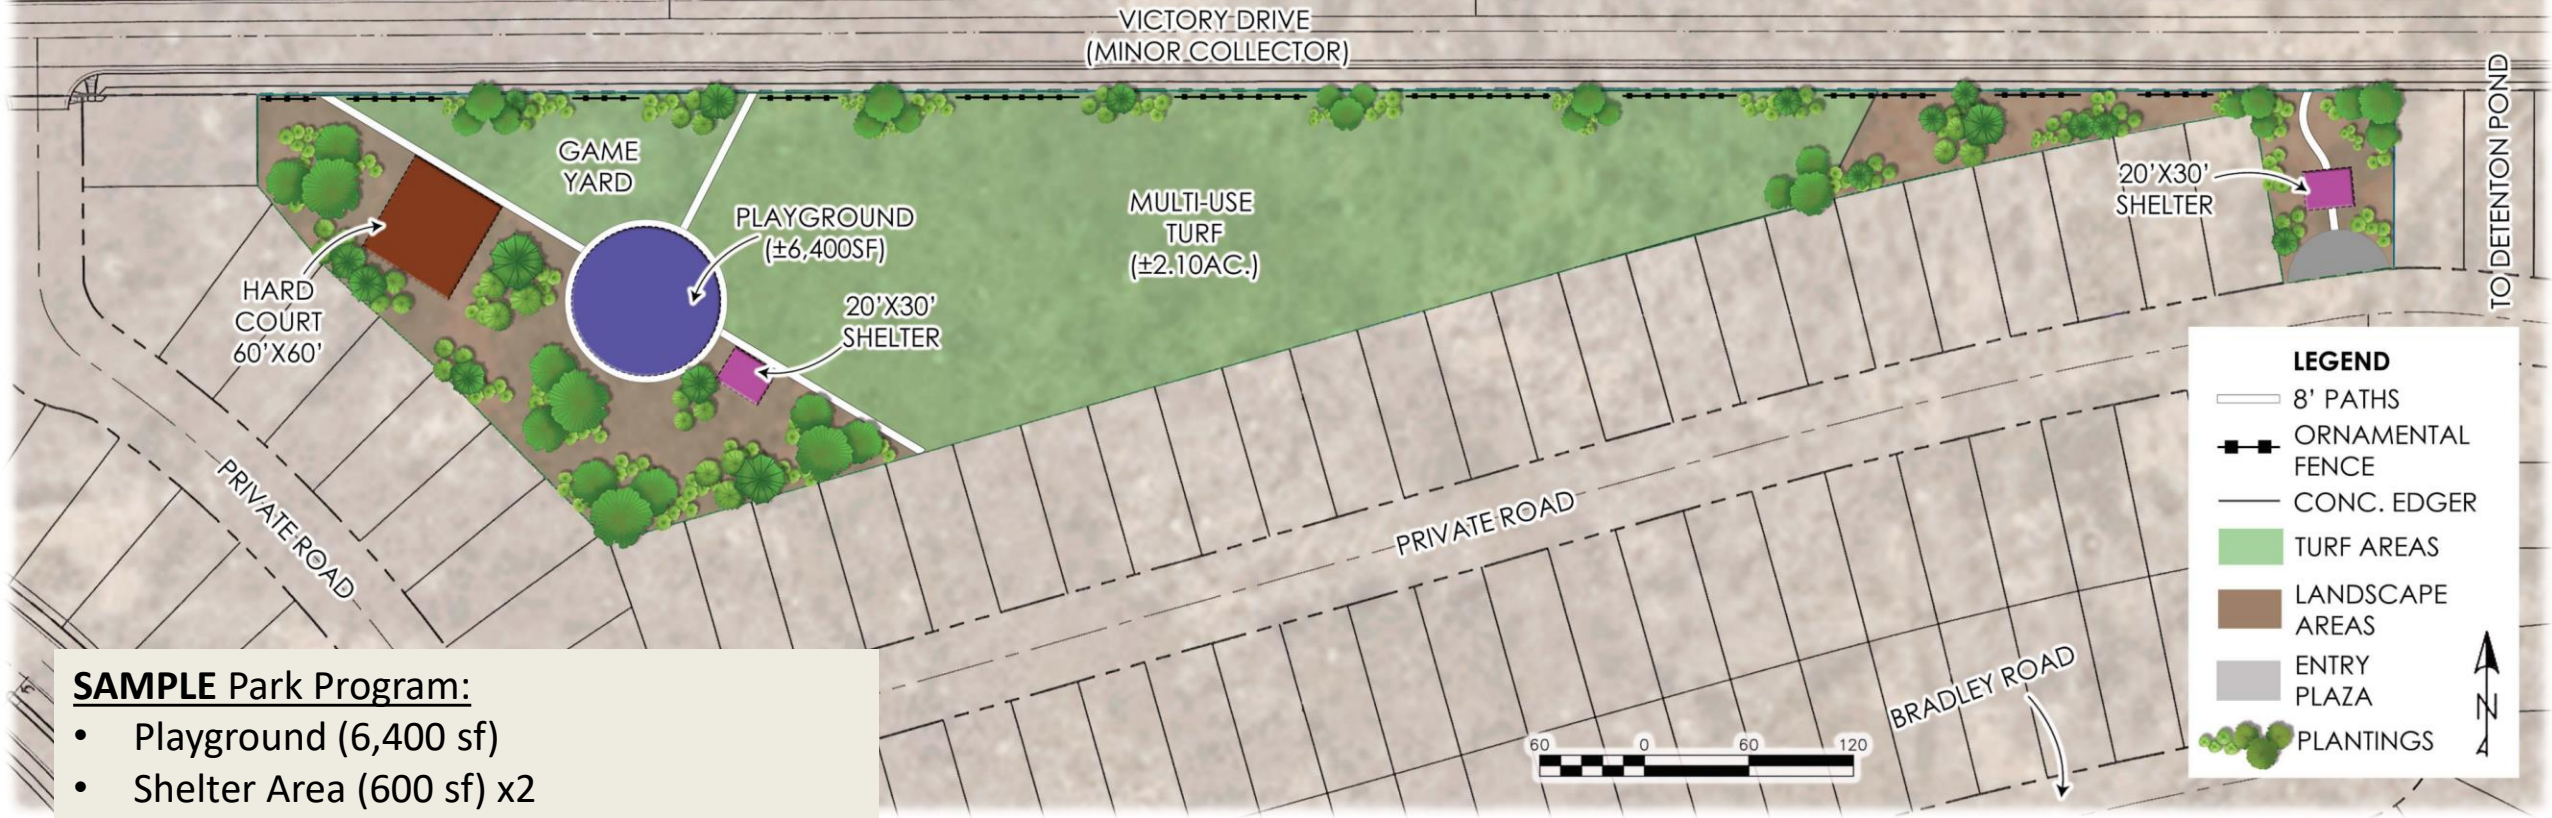 VICTORY DRIVE
(MINOR COLLECTOR)
GAME
YARD
PLAYGROUND
(±6,400SF)
MULTI-USE
TURF
(±2.10AC.)
20'X30'
SHELTER
TO DETENTON POND
HARD
COURT
60'X60'
20'X30'
SHELTER
PRIVATE ROAD
PRIVATE ROAD
BRADLEY ROAD
60 0 60 120
LEGEND
8' PATHS
ORNAMENTAL
FENCE
CONC. EDGER
TURF AREAS
LANDSCAPE
AREAS
ENTRY
PLAZA
PLANTINGS
N
SAMPLE Park Program:
• Playground (6,400 sf)
• Shelter Area (600 sf) x2